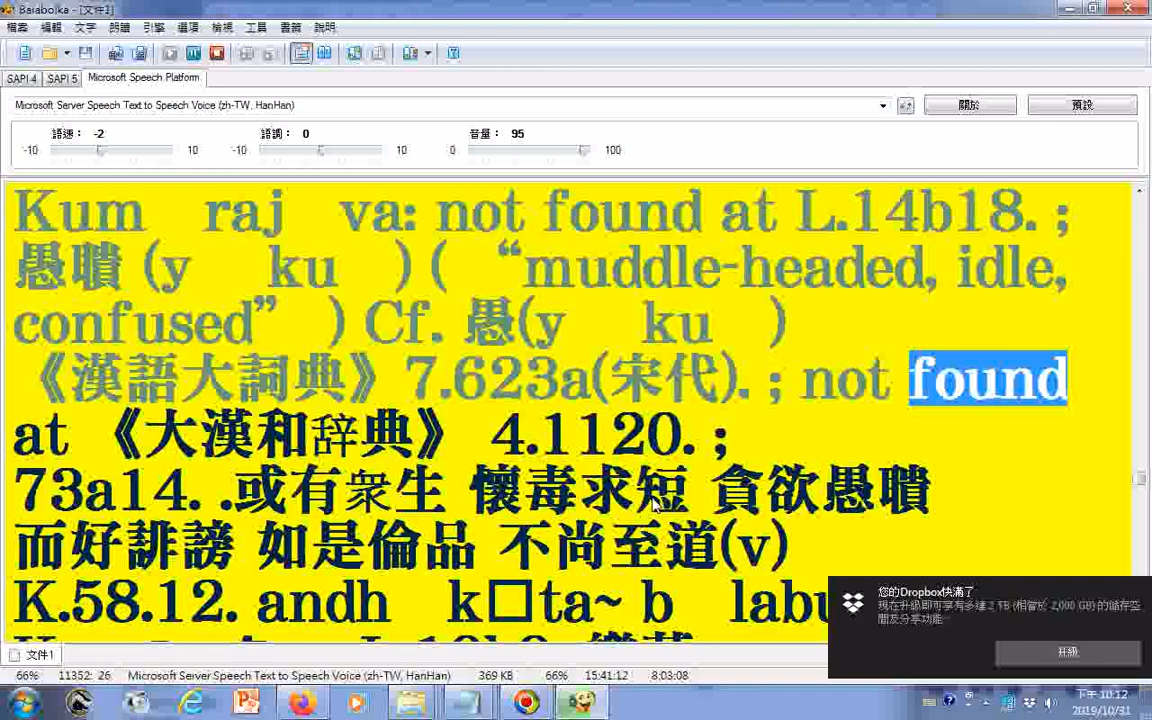 Balabolka - [文件1]
檔案 編輯 文字 朗讀 引擎 選項 檢視 工具 書籤 說明
SAPI 4 SAPI 5 Microsoft Speech Platform
Microsoft Server Speech Text to Speech Voice (zh-TW, HanHan) 關於 預設
語速： -2 語調： 0 音量： 95
-10 10 -10 10 0 100
Kum raj va: not found at L.14b18. ;
愚聵 (y ku ) ( “muddle-headed, idle,
confused” ) Cf. 愚(y ku )
《漢語大詞典》 7.623a(宋代). ; not found
at 《大漢和辞典》 4.1120. ;
73a14. .或有衆生 懷毒求短 貪欲愚聵
而好誹謗 如是倫品 不尚至道(v)
K.58.12. andh k□ta~ b labu
您的Dropbox快滿了
現在升級即可享有多達 2 TB (相當於 2,000 GB) 的儲存空
間及分享功能。
升級
文件1
66% 11352: 26 Microsoft Server Speech Text to Speech Voice (zh-TW, HanHan) 369 KB 66% 15:41:12 8:03:08
下午 10:12
2019/10/31